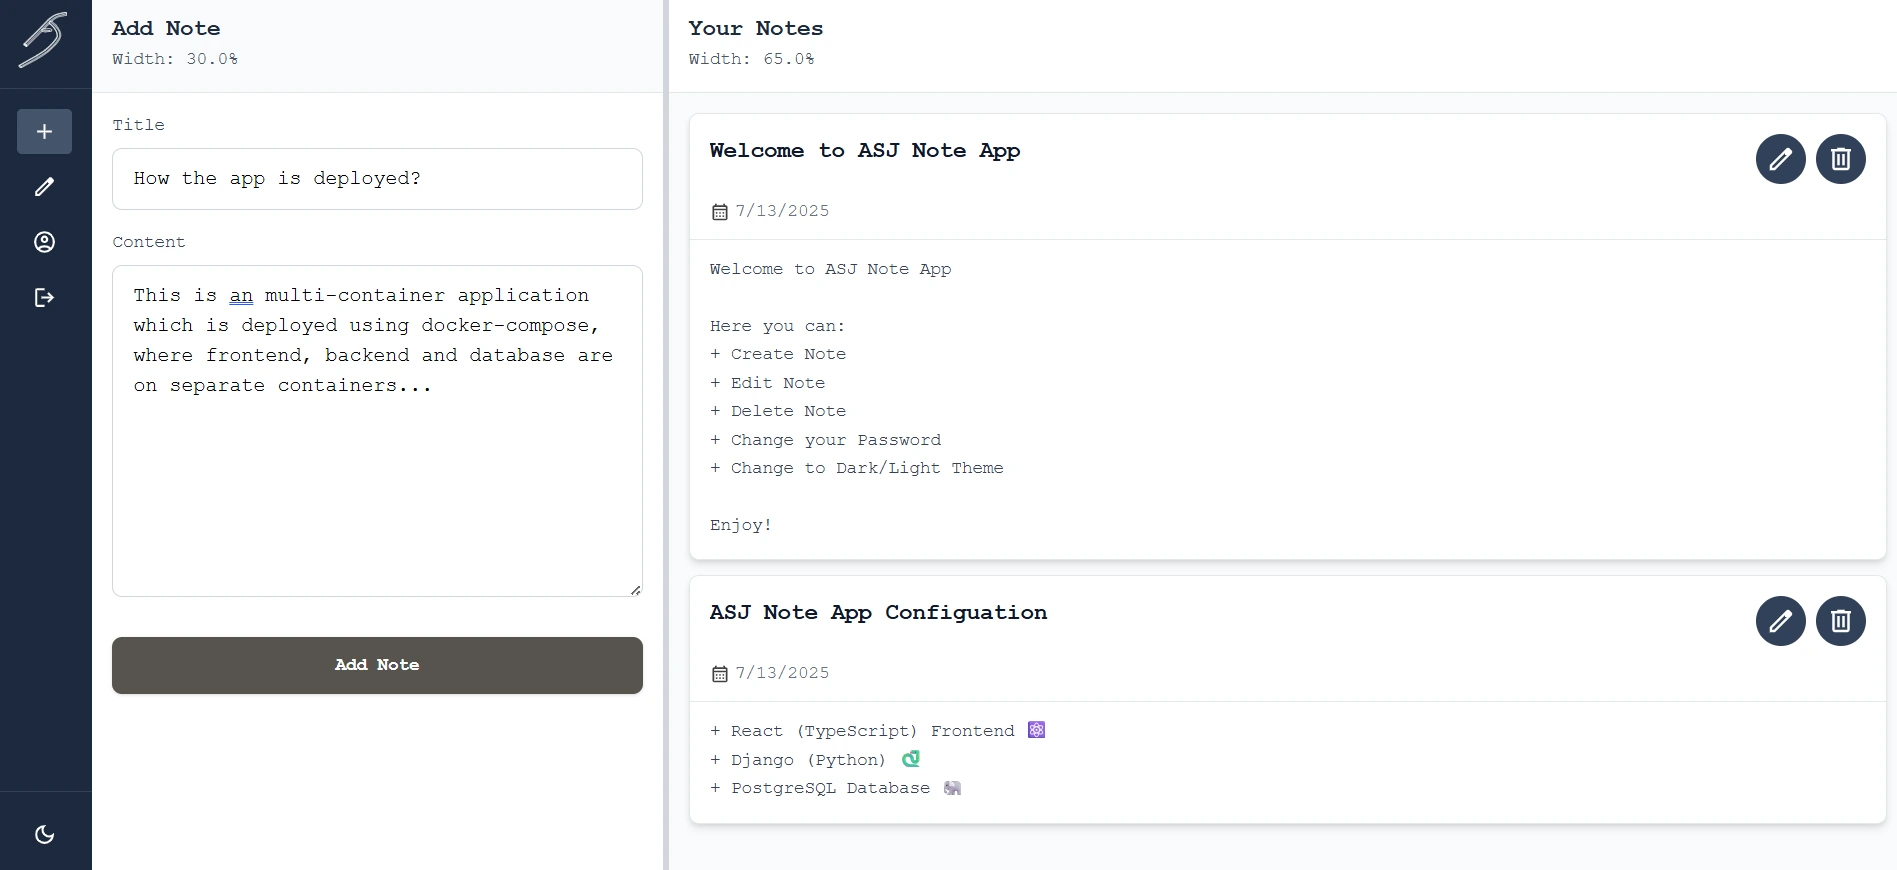 Add Note
Width: 30.0%
Title
How the app is deployed?
Content
This is an multi-container application
which is deployed using docker-compose,
where frontend, backend and database are
on separate containers...
Add Note
Your Notes
Width: 65.0%
Welcome to ASJ Note App
7/13/2025
Welcome to ASJ Note App
Here you can:
+ Create Note
+ Edit Note
+ Delete Note
+ Change your Password
+ Change to Dark/Light Theme
Enjoy!
ASJ Note App Configuation
7/13/2025
+ React (TypeScript) Frontend ⚛️
+ Django (Python) 🐉
+ PostgreSQL Database 🐘